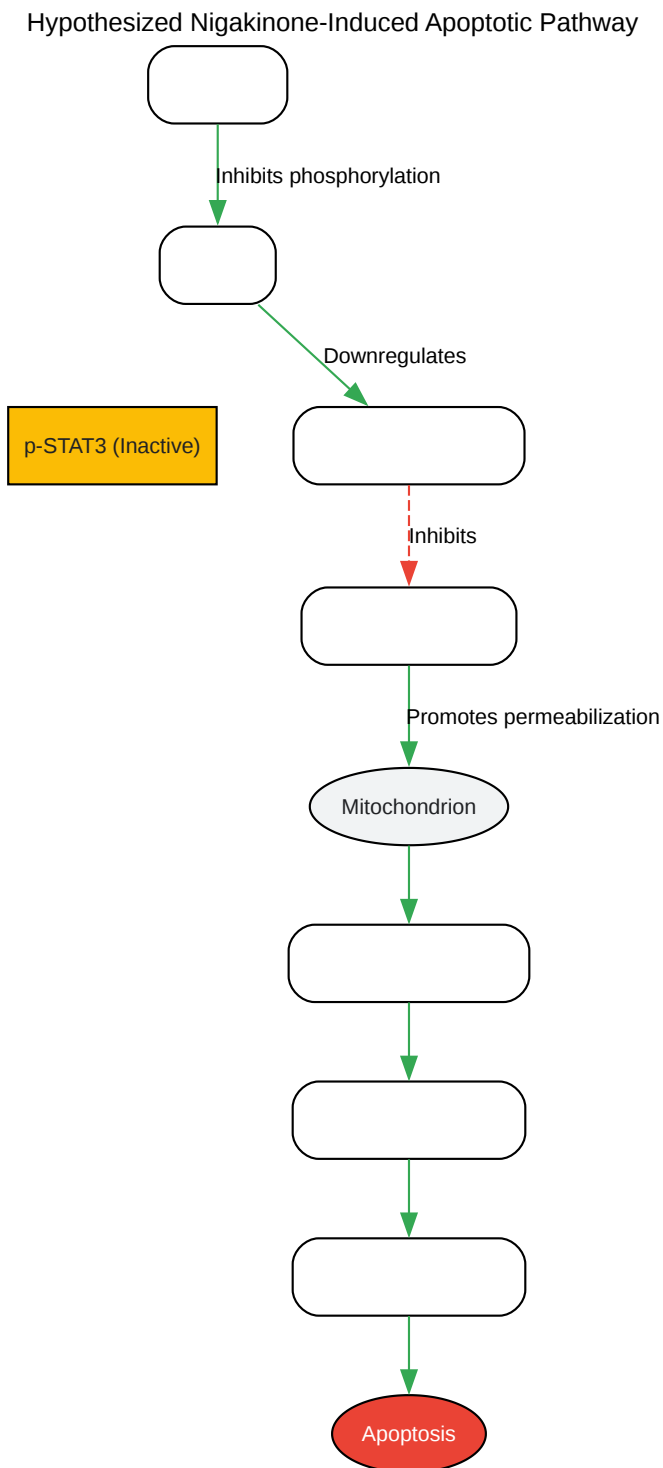 Hypothesized Nigakinone-Induced Apoptotic Pathway
Inhibits phosphorylation
Downregulates
p-STAT3 (Inactive)
Inhibits
Promotes permeabilization
Mitochondrion
Apoptosis